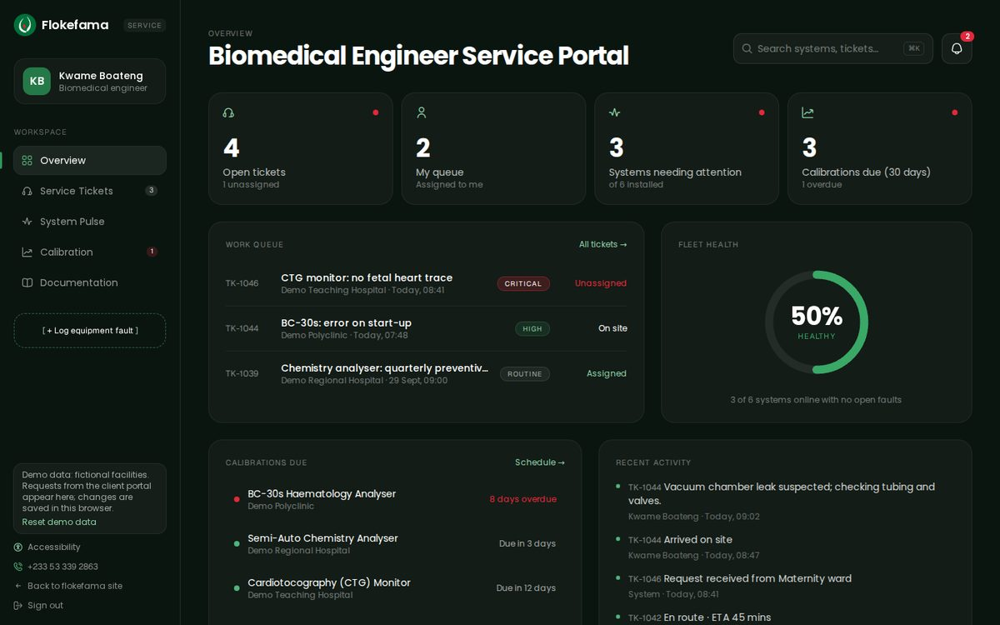 Flokefama
SERVICE
KB
Kwame Boateng
Biomedical engineer
WORKSPACE
Overview
Service Tickets
3
System Pulse
Calibration
1
Documentation
[ + Log equipment fault ]
Demo data: fictional facilities.
Requests from the client portal
appear here; changes are
saved in this browser.
Reset demo data
Accessibility
+233 53 339 2863
← Back to flokefama site
Sign out
OVERVIEW
Biomedical Engineer Service Portal
Search systems, tickets...
⌘K
2
4
Open tickets
1 unassigned
2
My queue
Assigned to me
3
Systems needing attention
of 6 installed
3
Calibrations due (30 days)
1 overdue
WORK QUEUE
All tickets →
TK-1046
CTG monitor: no fetal heart trace
Demo Teaching Hospital · Today, 08:41
CRITICAL
Unassigned
TK-1044
BC-30s: error on start-up
Demo Polyclinic · Today, 07:48
HIGH
On site
TK-1039
Chemistry analyser: quarterly preventiv...
Demo Regional Hospital · 29 Sept, 09:00
ROUTINE
Assigned
FLEET HEALTH
50%
HEALTHY
3 of 6 systems online with no open faults
CALIBRATIONS DUE
Schedule →
BC-30s Haematology Analyser
Demo Polyclinic
8 days overdue
Semi-Auto Chemistry Analyser
Demo Regional Hospital
Due in 3 days
Cardiotocography (CTG) Monitor
Demo Teaching Hospital
Due in 12 days
RECENT ACTIVITY
TK-1044 Vacuum chamber leak suspected; checking tubing and
valves.
Kwame Boateng · Today, 09:02
TK-1044 Arrived on site
Kwame Boateng · Today, 08:47
TK-1046 Request received from Maternity ward
System · Today, 08:41
TK-1042 En route · ETA 45 mins